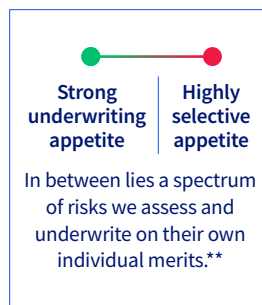 Strong
underwriting
appetite
Highly
selective
appetite
In between lies a spectrum
of risks we assess and
underwrite on their own
individual merits.**